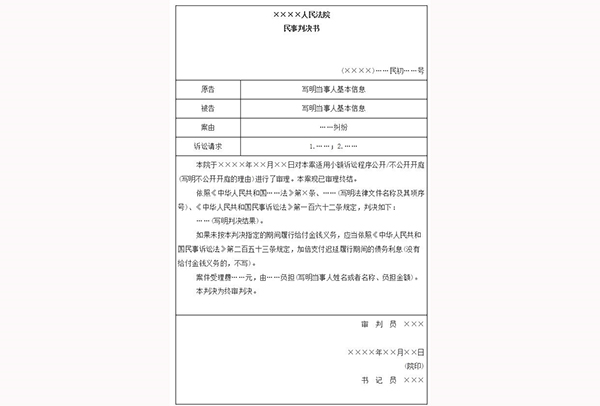 ××××人民法院
民事判决书
(××××)……民初……号
原告 写明当事人基本信息
被告 写明当事人基本信息
案由 ……纠纷
诉讼请求 1.……；2.……
本院于××××年××月××日对本案适用小额诉讼程序公开/不公开开庭
(写明不公开开庭的理由)进行了审理。本案现已审理终结。
依照《中华人民共和国……法》第×条、……(写明法律文件名称及其项序
号)、《中华人民共和国民事诉讼法》第一百六十二条规定，判决如下：
……(写明判决结果)。
如果未按本判决指定的期间履行给付金钱义务，应当依照《中华人民共和
国民事诉讼法》第二百五十三条规定，加倍支付迟延履行期间的债务利息(没有
给付金钱义务的，不写)。
案件受理费……元，由……负担(写明当事人姓名或者名称、负担金额)。
本判决为终审判决。
审 判 员 ×××
××××年××月××日
(院印)
书 记 员 ×××